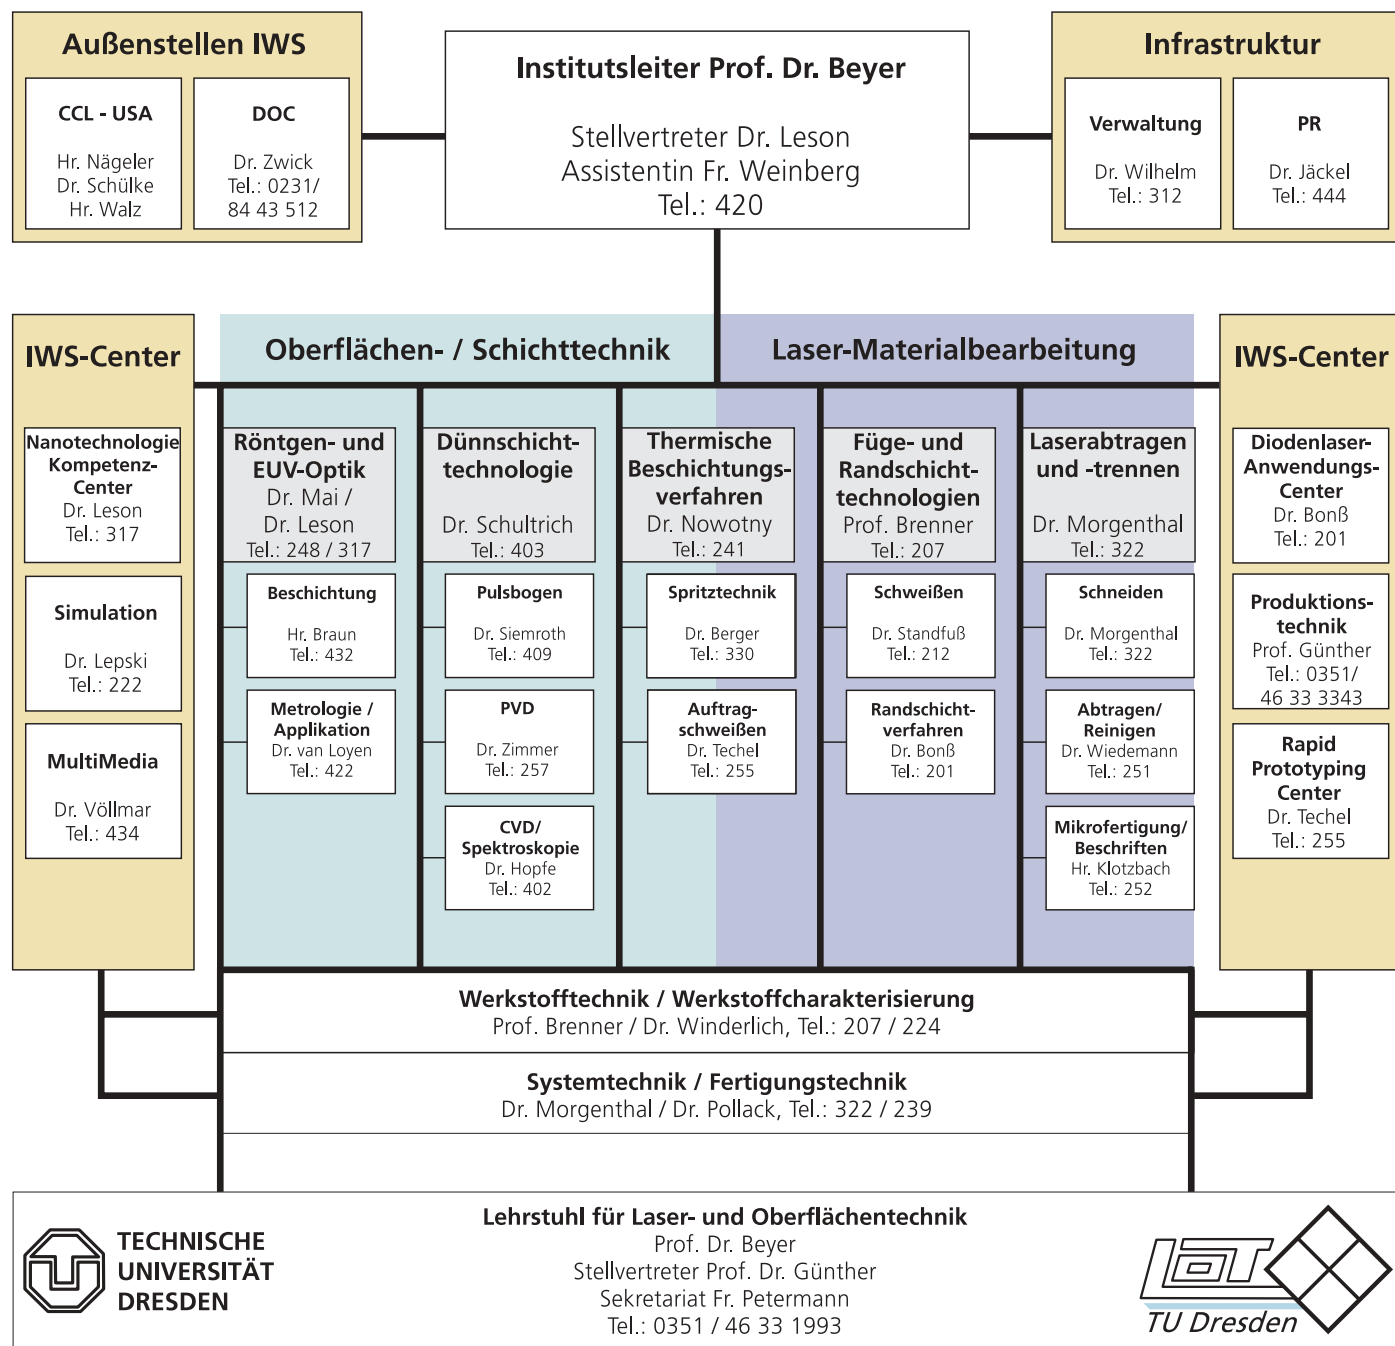 Außenstellen IWS
CCL - USA
Hr. Nägeler
Dr. Schülke
Hr. Walz
DOC
Dr. Zwick
Tel.: 0231/
84 43 512
Institutsleiter Prof. Dr. Beyer
Stellvertreter Dr. Leson
Assistentin Fr. Weinberg
Tel.: 420
Infrastruktur
Verwaltung
Dr. Wilhelm
Tel.: 312
PR
Dr. Jäckel
Tel.: 444
IWS-Center
Nanotechnologie
Kompetenz-
Center
Dr. Leson
Tel.: 317
Simulation
Dr. Lepski
Tel.: 222
MultiMedia
Dr. Völlmar
Tel.: 434
Oberflächen- / Schichttechnik
Laser-Materialbearbeitung
Röntgen- und
EUV-Optik
Dr. Mai /
Dr. Leson
Tel.: 248 / 317
Beschichtung
Hr. Braun
Tel.: 432
Metrologie /
Applikation
Dr. van Loyen
Tel.: 422
Dünnschicht-
technologie
Dr. Schultrich
Tel.: 403
Pulsbogen
Dr. Siemroth
Tel.: 409
PVD
Dr. Zimmer
Tel.: 257
CVD/
Spektroskopie
Dr. Hopfe
Tel.: 402
Thermische
Beschichtungs-
verfahren
Dr. Nowotny
Tel.: 241
Spritztechnik
Dr. Berger
Tel.: 330
Auftrag-
schweißen
Dr. Techel
Tel.: 255
Füge- und
Randschicht-
technologien
Prof. Brenner
Tel.: 207
Schweißen
Dr. Standfuß
Tel.: 212
Randschicht-
verfahren
Dr. Bonß
Tel.: 201
Laserabtragen
und -trennen
Dr. Morgenthal
Tel.: 322
Schneiden
Dr. Morgenthal
Tel.: 322
Abtragen/
Reinigen
Dr. Wiedemann
Tel.: 251
Mikrofertigung/
Beschriften
Hr. Klotzbach
Tel.: 252
IWS-Center
Diodenlaser-
Anwendungs-
Center
Dr. Bonß
Tel.: 201
Produktions-
technik
Prof. Günther
Tel.: 0351/
46 33 3343
Rapid
Prototyping
Center
Dr. Techel
Tel.: 255
Werkstofftechnik / Werkstoffcharakterisierung
Prof. Brenner / Dr. Winderlich, Tel.: 207 / 224
Systemtechnik / Fertigungstechnik
Dr. Morgenthal / Dr. Pollack, Tel.: 322 / 239
TECHNISCHE
UNIVERSITÄT
DRESDEN
Lehrstuhl für Laser- und Oberflächentechnik
Prof. Dr. Beyer
Stellvertreter Prof. Dr. Günther
Sekretariat Fr. Petermann
Tel.: 0351 / 46 33 1993
LOT
TU Dresden